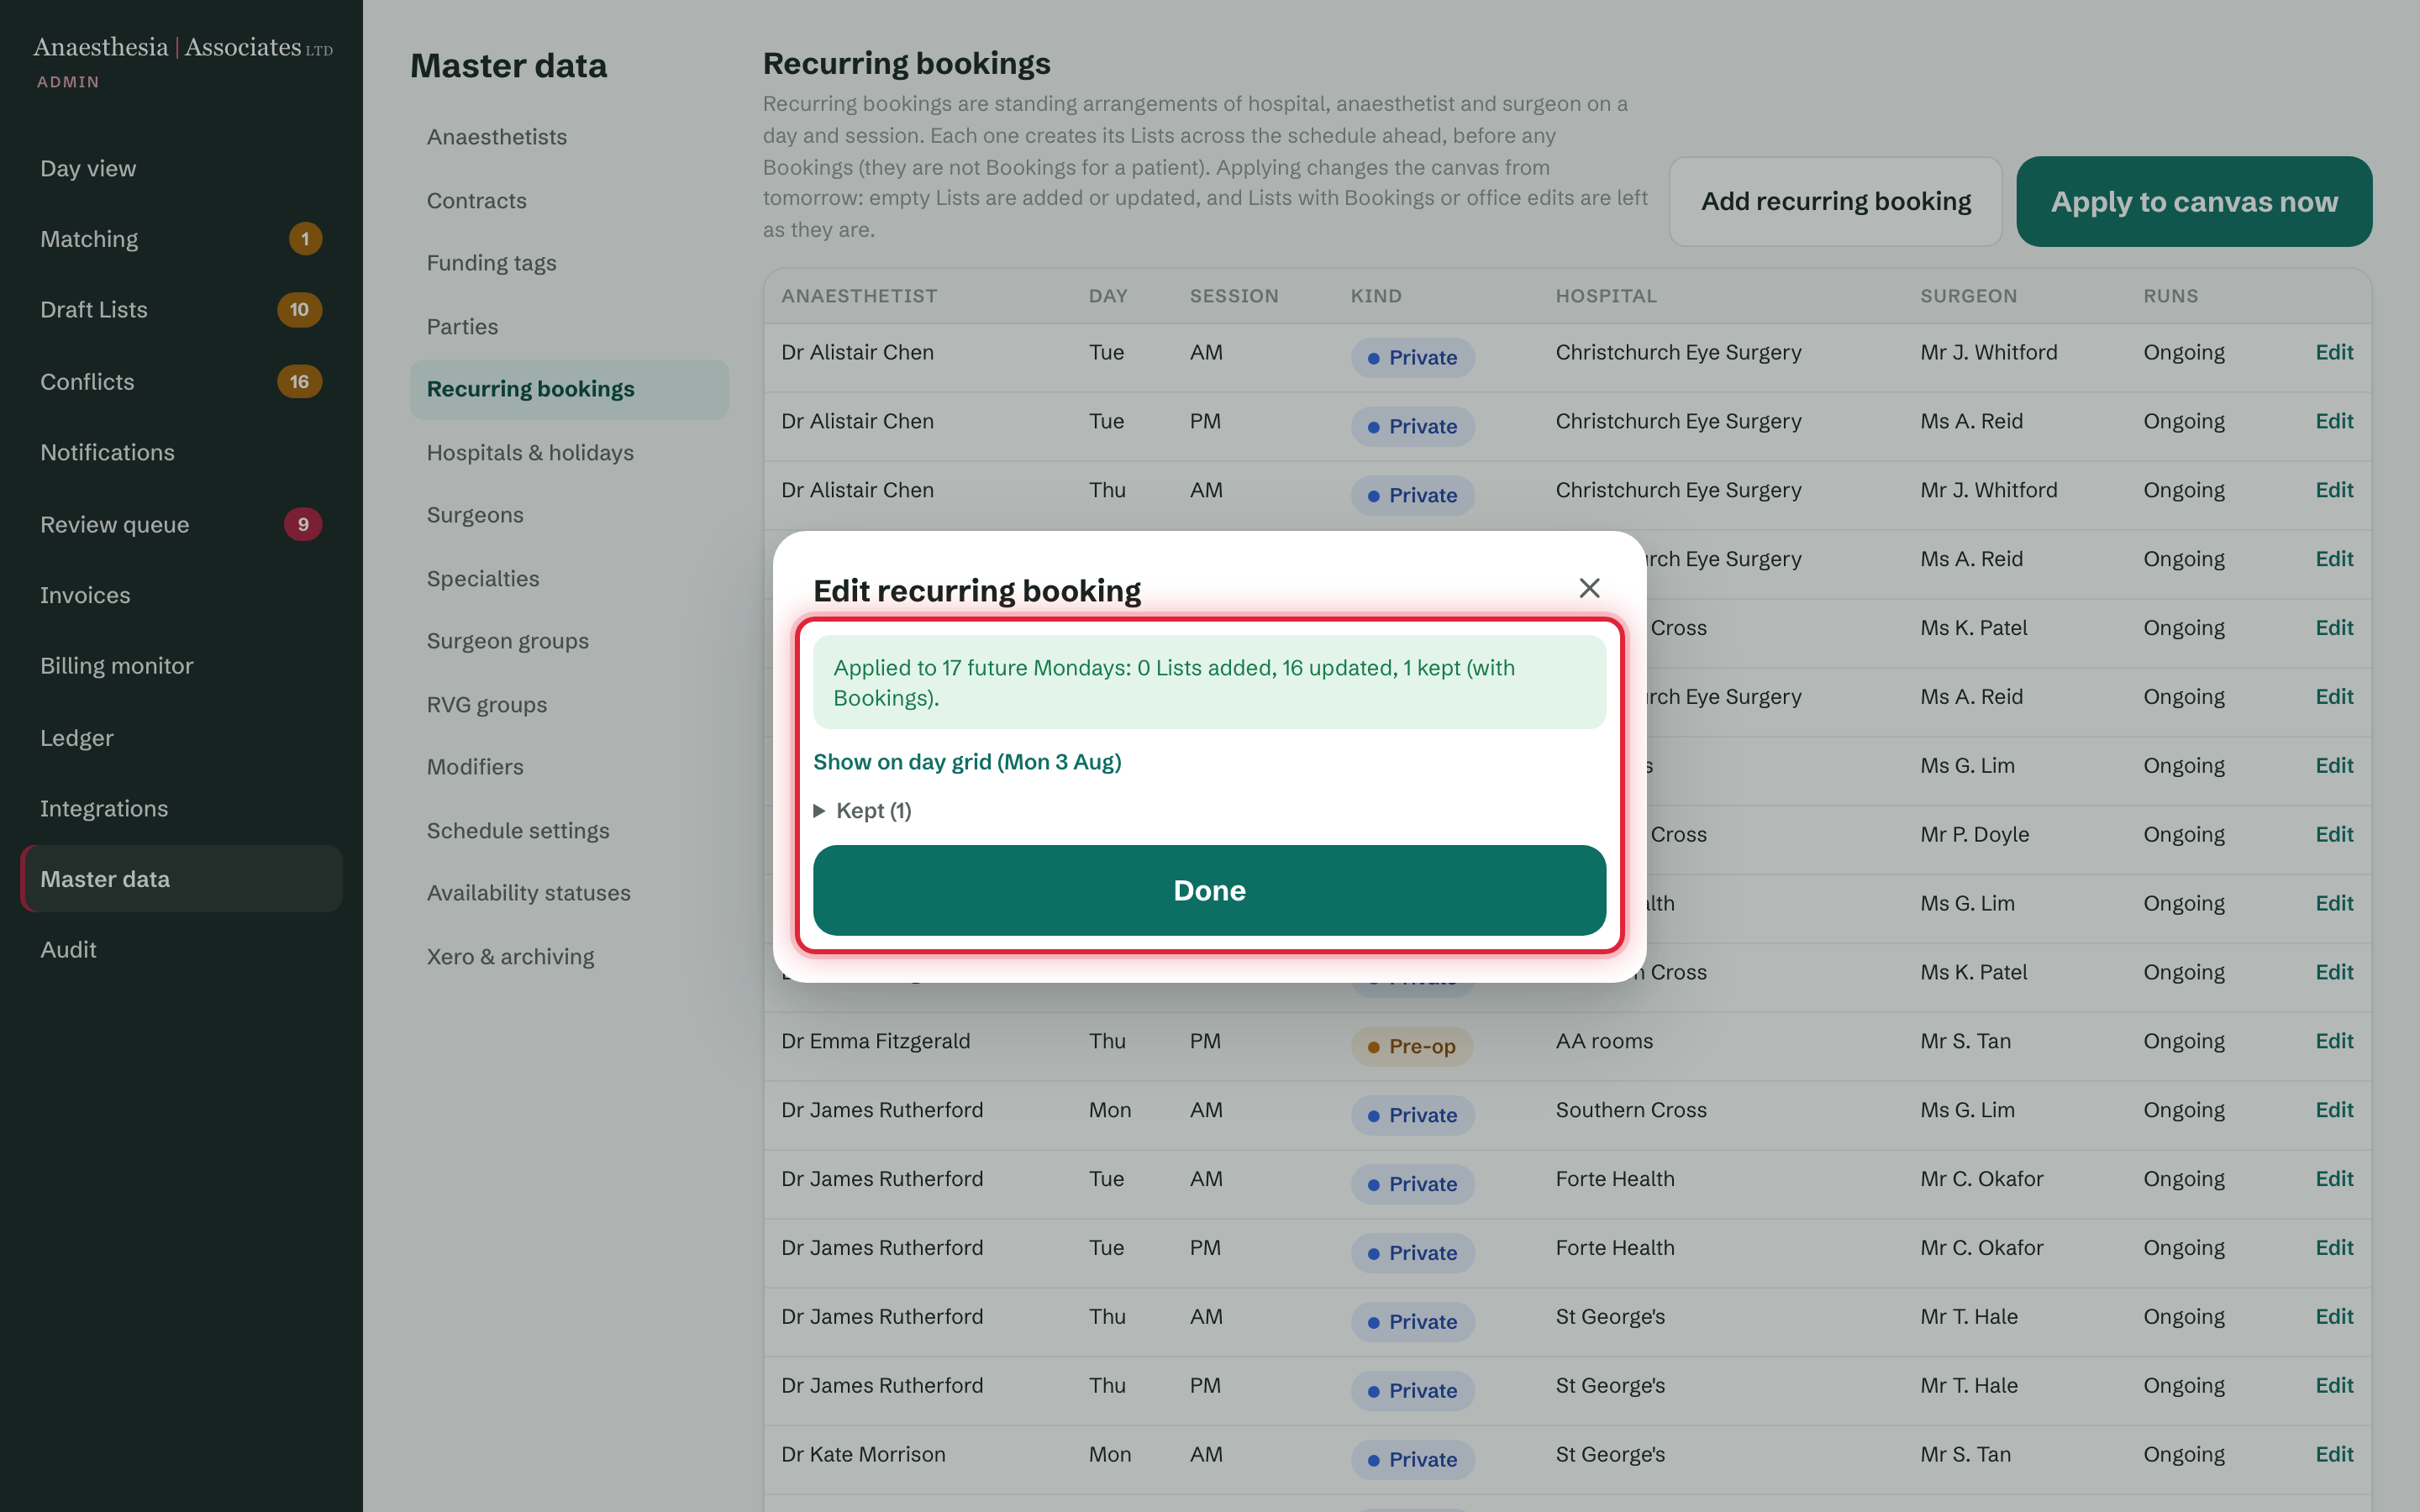 Anaesthesia | Associates LTD
ADMIN
Day view
Matching 1
Draft Lists 10
Conflicts 16
Notifications
Review queue 9
Invoices
Billing monitor
Ledger
Integrations
Master data
Audit
Master data
Anaesthetists
Contracts
Funding tags
Parties
Recurring bookings
Hospitals & holidays
Surgeons
Specialties
Surgeon groups
RVG groups
Modifiers
Schedule settings
Availability statuses
Xero & archiving
Recurring bookings
Recurring bookings are standing arrangements of hospital, anaesthetist and surgeon on a
day and session. Each one creates its Lists across the schedule ahead, before any
Bookings (they are not Bookings for a patient). Applying changes the canvas from
tomorrow: empty Lists are added or updated, and Lists with Bookings or office edits are left
as they are.
Add recurring booking
Apply to canvas now
ANAESTHETIST DAY SESSION KIND HOSPITAL SURGEON RUNS
Dr Alistair Chen Tue AM Private Christchurch Eye Surgery Mr J. Whitford Ongoing Edit
Dr Alistair Chen Tue PM Private Christchurch Eye Surgery Ms A. Reid Ongoing Edit
Dr Alistair Chen Thu AM Private Christchurch Eye Surgery Mr J. Whitford Ongoing Edit
Eye Surgery Ms A. Reid Ongoing Edit
Cross Ms K. Patel Ongoing Edit
Eye Surgery Ms A. Reid Ongoing Edit
Ms G. Lim Ongoing Edit
Cross Mr P. Doyle Ongoing Edit
Ms G. Lim Ongoing Edit
Cross Ms K. Patel Ongoing Edit
Edit recurring booking
Applied to 17 future Mondays: 0 Lists added, 16 updated, 1 kept (with
Bookings).
Show on day grid (Mon 3 Aug)
Kept (1)
Done
Dr Emma Fitzgerald Thu PM Pre-op AA rooms Mr S. Tan Ongoing Edit
Dr James Rutherford Mon AM Private Southern Cross Ms G. Lim Ongoing Edit
Dr James Rutherford Tue AM Private Forte Health Mr C. Okafor Ongoing Edit
Dr James Rutherford Tue PM Private Forte Health Mr C. Okafor Ongoing Edit
Dr James Rutherford Thu AM Private St George's Mr T. Hale Ongoing Edit
Dr James Rutherford Thu PM Private St George's Mr T. Hale Ongoing Edit
Dr Kate Morrison Mon AM Private St George's Mr S. Tan Ongoing Edit